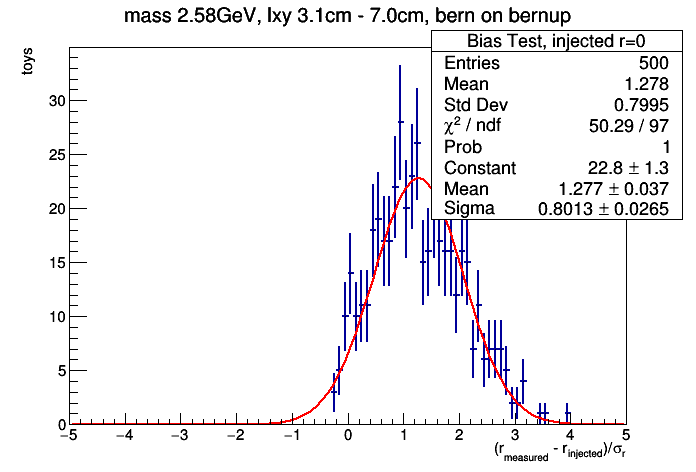 mass 2.58GeV, lxy 3.1cm - 7.0cm, bern on bernup
Bias Test, injected r=0
Entries 500
Mean 1.278
Std Dev 0.7995
χ² / ndf 50.29 / 97
Prob 1
Constant 22.8 ± 1.3
Mean 1.277 ± 0.037
Sigma 0.8013 ± 0.0265
toys
30
25
20
15
10
5
0
−5 −4 −3 −2 −1 0 1 2 3 4 5
(r_measured - r_injected)/σ_r